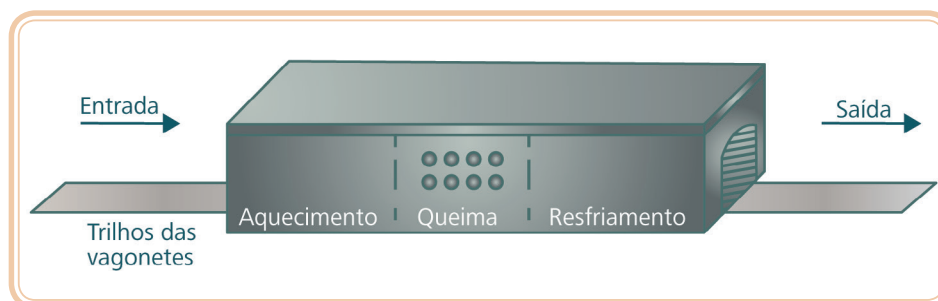 Entrada
Saída
Aquecimento
Queima
Resfriamento
Trilhos das
vagonetes